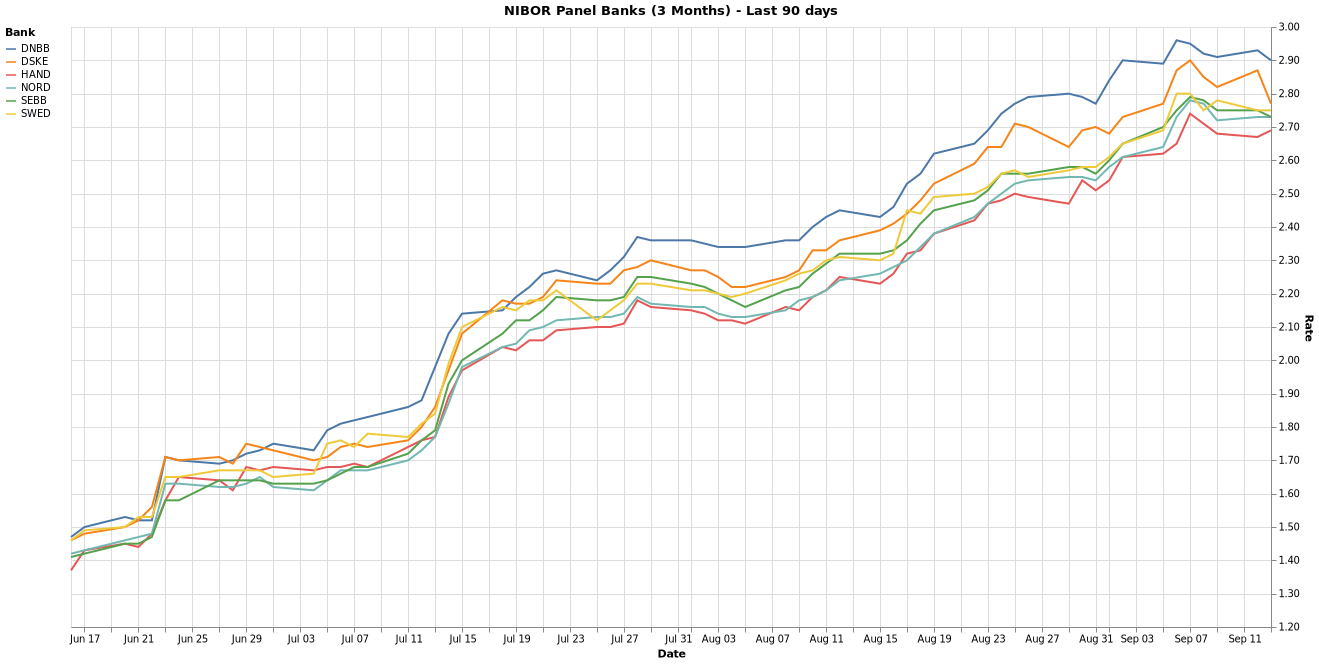 NIBOR Panel Banks (3 Months) - Last 90 days
Bank
DNBB
DSKE
HAND
NORD
SEBB
SWED
3.00
2.90
2.80
2.70
2.60
2.50
2.40
2.30
2.20
2.10
2.00
1.90
1.80
1.70
1.60
1.50
1.40
1.30
1.20
Rate
Jun 17 Jun 21 Jun 25 Jun 29 Jul 03 Jul 07 Jul 11 Jul 15 Jul 19 Jul 23 Jul 27 Jul 31 Aug 03 Aug 07 Aug 11 Aug 15 Aug 19 Aug 23 Aug 27 Aug 31 Sep 03 Sep 07 Sep 11
Date